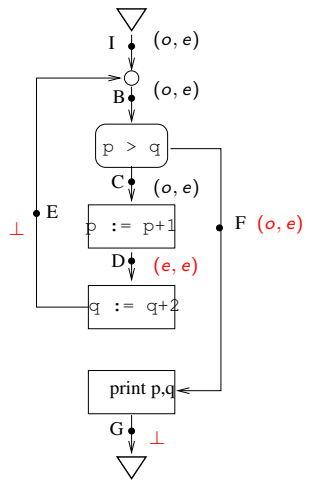 I (o, e)
B (o, e)
p > q
C (o, e)
p := p+1
E
⊥
F (o, e)
D (e, e)
q := q+2
print p,q
G ⊥